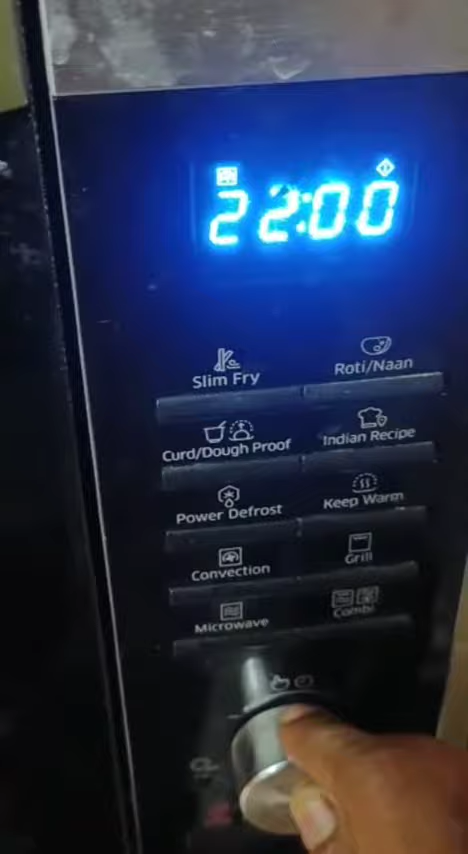 22:00
Slim Fry
Roti/Naan
Curd/Dough Proof
Indian Recipe
Power Defrost
Keep Warm
Convection
Grill
Microwave
Combi